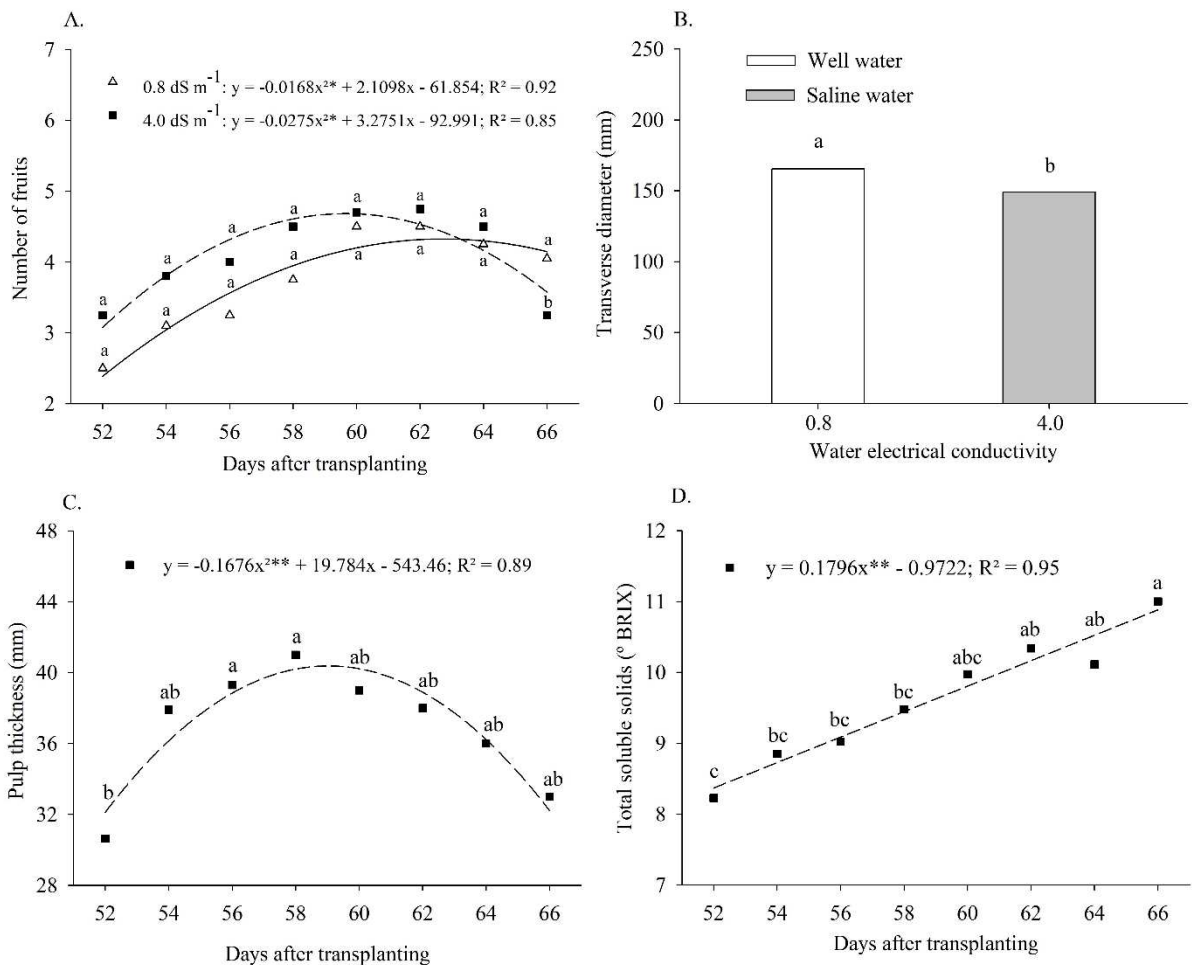 A.
7
6
5
4
3
2
Number of fruits
0.8 dS m⁻¹: y = -0.0168x²* + 2.1098x - 61.854; R² = 0.92
4.0 dS m⁻¹: y = -0.0275x²* + 3.2751x - 92.991; R² = 0.85
a a a a a a a a
a a a a a a a b
52 54 56 58 60 62 64 66
Days after transplanting
B.
250
200
150
100
50
0
Transverse diameter (mm)
Well water
Saline water
a b
0.8 4.0
Water electrical conductivity
C.
48
44
40
36
32
28
Pulp thickness (mm)
y = -0.1676x²** + 19.784x - 543.46; R² = 0.89
b ab a a ab ab ab ab
52 54 56 58 60 62 64 66
Days after transplanting
D.
12
11
10
9
8
7
Total soluble solids (º BRIX)
y = 0.1796x** - 0.9722; R² = 0.95
c bc bc bc abc ab ab a
52 54 56 58 60 62 64 66
Days after transplanting